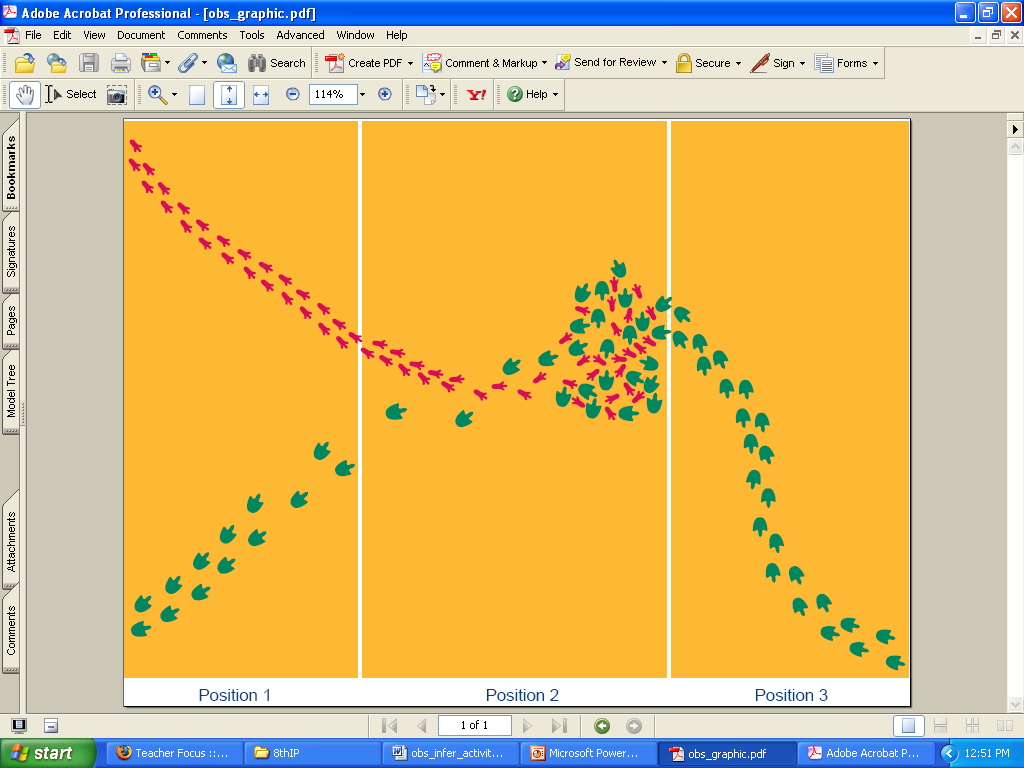 Adobe Acrobat Professional - [obs_graphic.pdf]
File Edit View Document Comments Tools Advanced Window Help
Search Create PDF Comment & Markup Send for Review Secure Sign Forms
Select 114% Y! Help
Bookmarks
Signatures
Pages
Model Tree
Attachments
Comments
Position 1 Position 2 Position 3
1 of 1
start Teacher Focus ::... 8thIP obs_infer_activit... Microsoft Power... obs_graphic.pdf Adobe Acrobat P... 12:51 PM